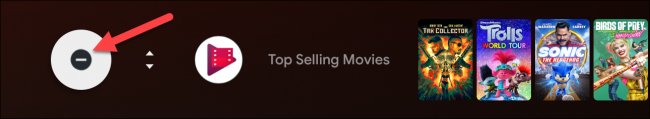 Top Selling Movies
TAX COLLECTOR
Trolls
WORLD TOUR
SONIC
THE HEDGEHOG
BIRDS OF PREY